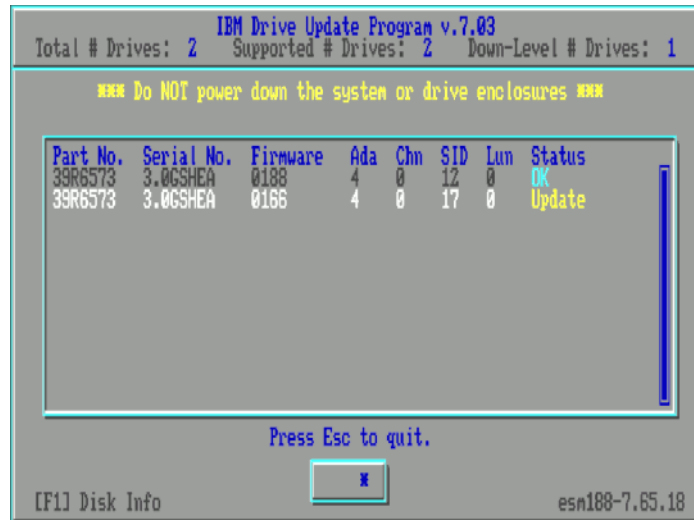 IBM Drive Update Program v.7.03
Total # Drives: 2 Supported # Drives: 2 Down-Level # Drives: 1
*** Do NOT power down the system or drive enclosures ***
Part No. Serial No. Firmware Ada Chn SID Lun Status
39R6573 3.0GSHEA 0188 4 0 12 0 OK
39R6573 3.0GSHEA 0166 4 0 17 0 Update
Press Esc to quit.
*
[F1] Disk Info esm188-7.65.18